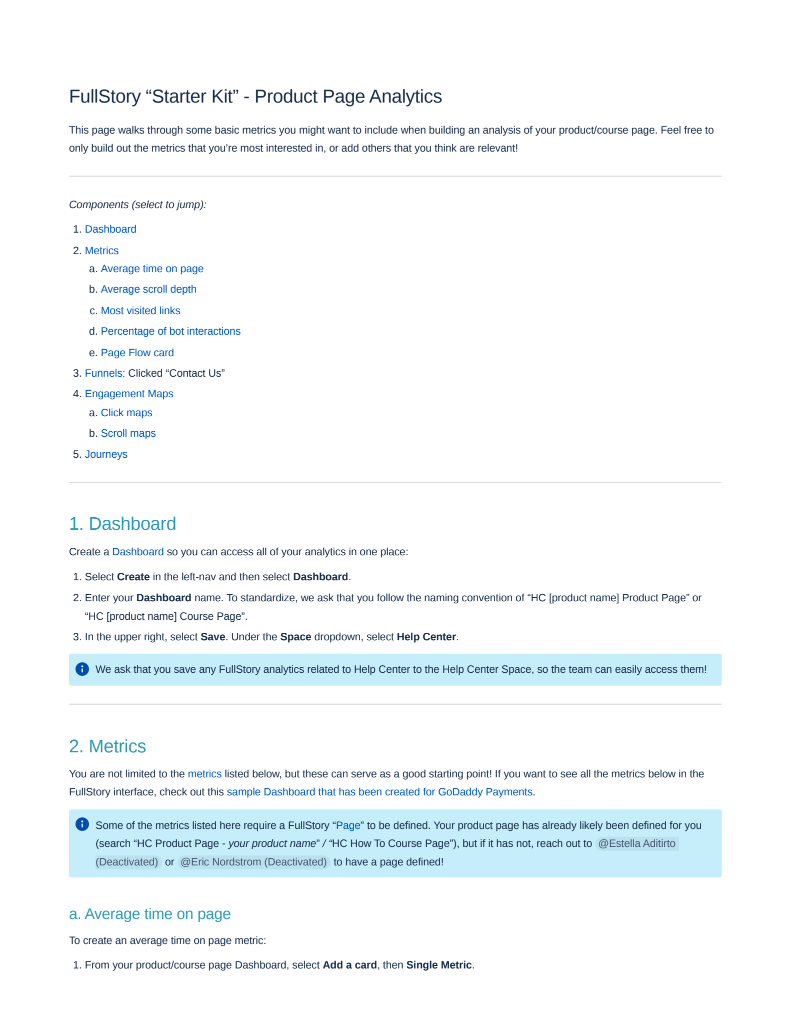 FullStory “Starter Kit” - Product Page Analytics
This page walks through some basic metrics you might want to include when building an analysis of your product/course page. Feel free to
only build out the metrics that you’re most interested in, or add others that you think are relevant!
Components (select to jump):
1. Dashboard
2. Metrics
a. Average time on page
b. Average scroll depth
c. Most visited links
d. Percentage of bot interactions
e. Page Flow card
3. Funnels: Clicked “Contact Us”
4. Engagement Maps
a. Click maps
b. Scroll maps
5. Journeys
1. Dashboard
Create a Dashboard so you can access all of your analytics in one place:
1. Select Create in the left-nav and then select Dashboard.
2. Enter your Dashboard name. To standardize, we ask that you follow the naming convention of “HC [product name] Product Page” or
“HC [product name] Course Page”.
3. In the upper right, select Save. Under the Space dropdown, select Help Center.
We ask that you save any FullStory analytics related to Help Center to the Help Center Space, so the team can easily access them!
2. Metrics
You are not limited to the metrics listed below, but these can serve as a good starting point! If you want to see all the metrics below in the
FullStory interface, check out this sample Dashboard that has been created for GoDaddy Payments.
Some of the metrics listed here require a FullStory “Page” to be defined. Your product page has already likely been defined for you
(search “HC Product Page - your product name” / “HC How To Course Page”), but if it has not, reach out to @Estella Aditirto
(Deactivated) or @Eric Nordstrom (Deactivated) to have a page defined!
a. Average time on page
To create an average time on page metric:
1. From your product/course page Dashboard, select Add a card, then Single Metric.